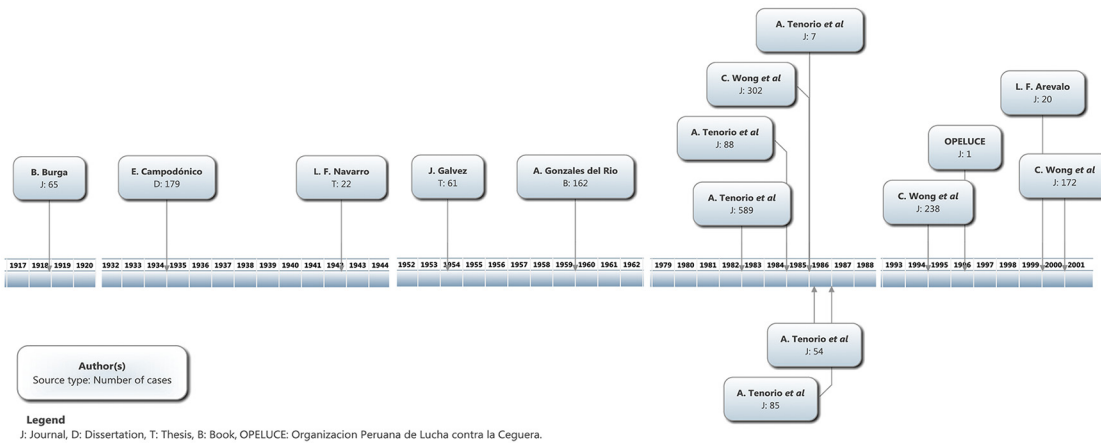 A. Tenorio et al
J: 7
C. Wong et al
J: 302
L. F. Arevalo
J: 20
A. Tenorio et al
J: 88
OPELUCE
J: 1
B. Burga
J: 65
E. Campodónico
D: 179
L. F. Navarro
T: 22
J. Galvez
T: 61
A. Gonzales del Rio
B: 162
C. Wong et al
J: 172
A. Tenorio et al
J: 589
C. Wong et al
J: 238
1917 1918 1919 1920 1932 1933 1934 1935 1936 1937 1938 1939 1940 1941 1942 1943 1944 1952 1953 1954 1955 1956 1957 1958 1959 1960 1961 1962 1979 1980 1981 1982 1983 1984 1985 1986 1987 1988 1993 1994 1995 1996 1997 1998 1999 2000 2001
A. Tenorio et al
J: 54
A. Tenorio et al
J: 85
Author(s)
Source type: Number of cases
Legend
J: Journal, D: Dissertation, T: Thesis, B: Book, OPELUCE: Organizacion Peruana de Lucha contra la Ceguera.